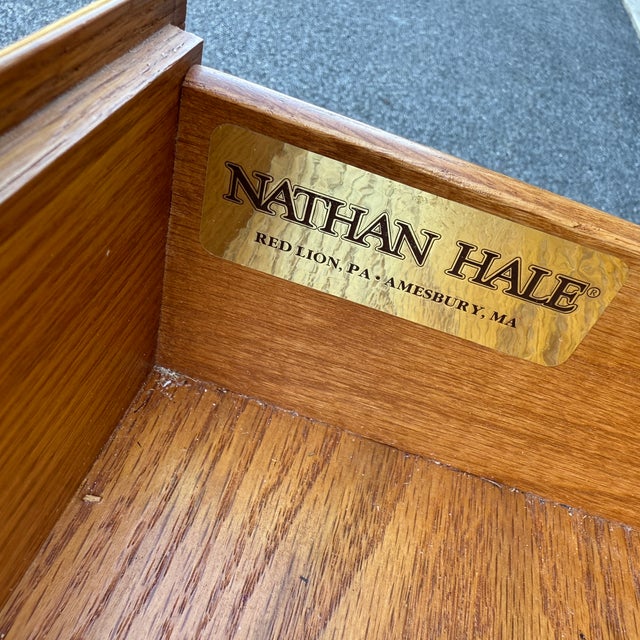 NATHAN HALE®
RED LION, PA • AMESBURY, MA